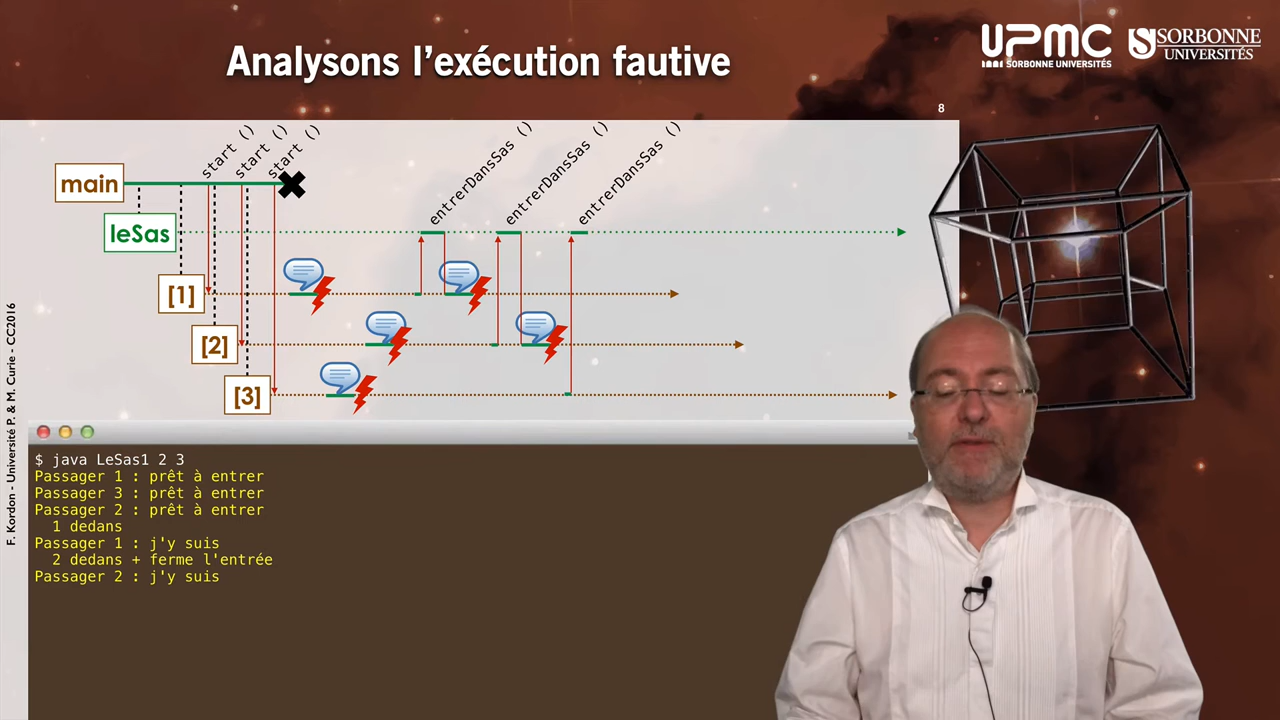 Analysons l'exécution fautive
UPMC
SORBONNE UNIVERSITÉS
SORBONNE
UNIVERSITÉS
8
start ()
start ()
start ()
entrerDansSas ()
entrerDansSas ()
entrerDansSas ()
main
leSas
[1]
[2]
[3]
F. Kordon - Université P. & M. Curie - CC2016
$ java LeSas1 2 3
Passager 1 : prêt à entrer
Passager 3 : prêt à entrer
Passager 2 : prêt à entrer
1 dedans
Passager 1 : j'y suis
2 dedans + ferme l'entrée
Passager 2 : j'y suis